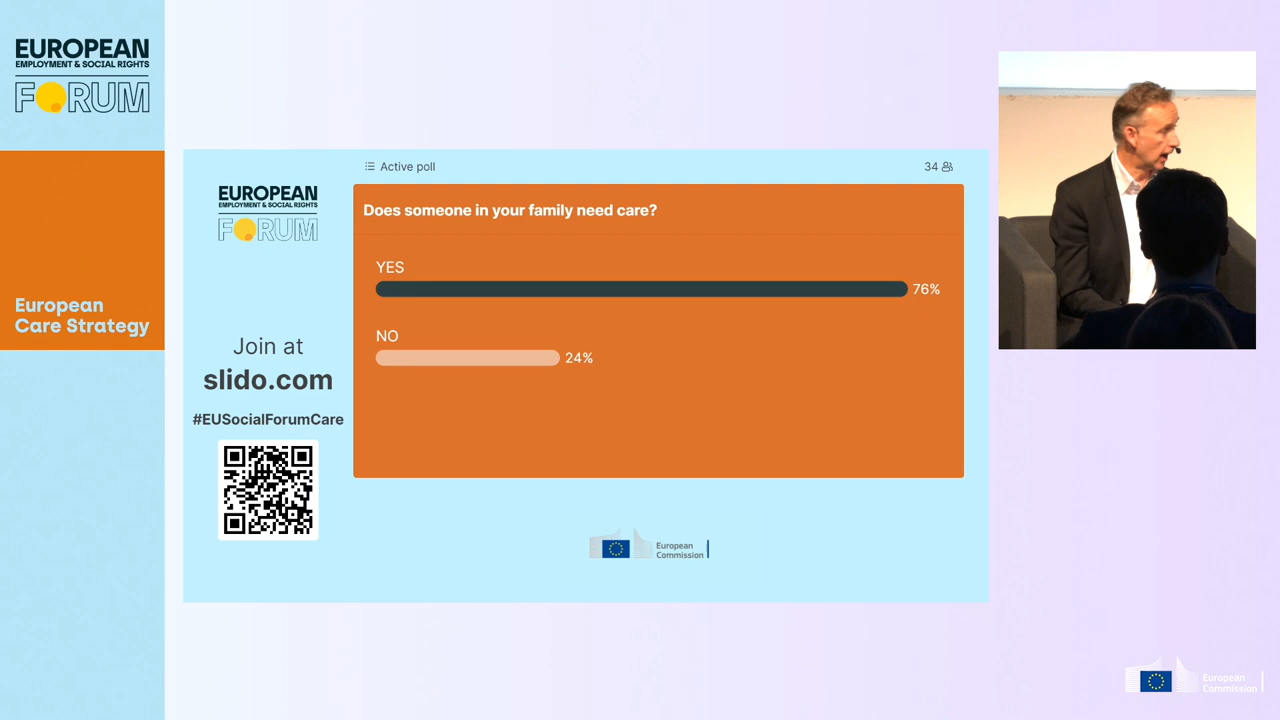 EUROPEAN
EMPLOYMENT & SOCIAL RIGHTS
FORUM
European
Care Strategy
EUROPEAN
EMPLOYMENT & SOCIAL RIGHTS
FORUM
Join at
slido.com
#EUSocialForumCare
Active poll
34
Does someone in your family need care?
YES
76%
NO
24%
European
Commission
European
Commission